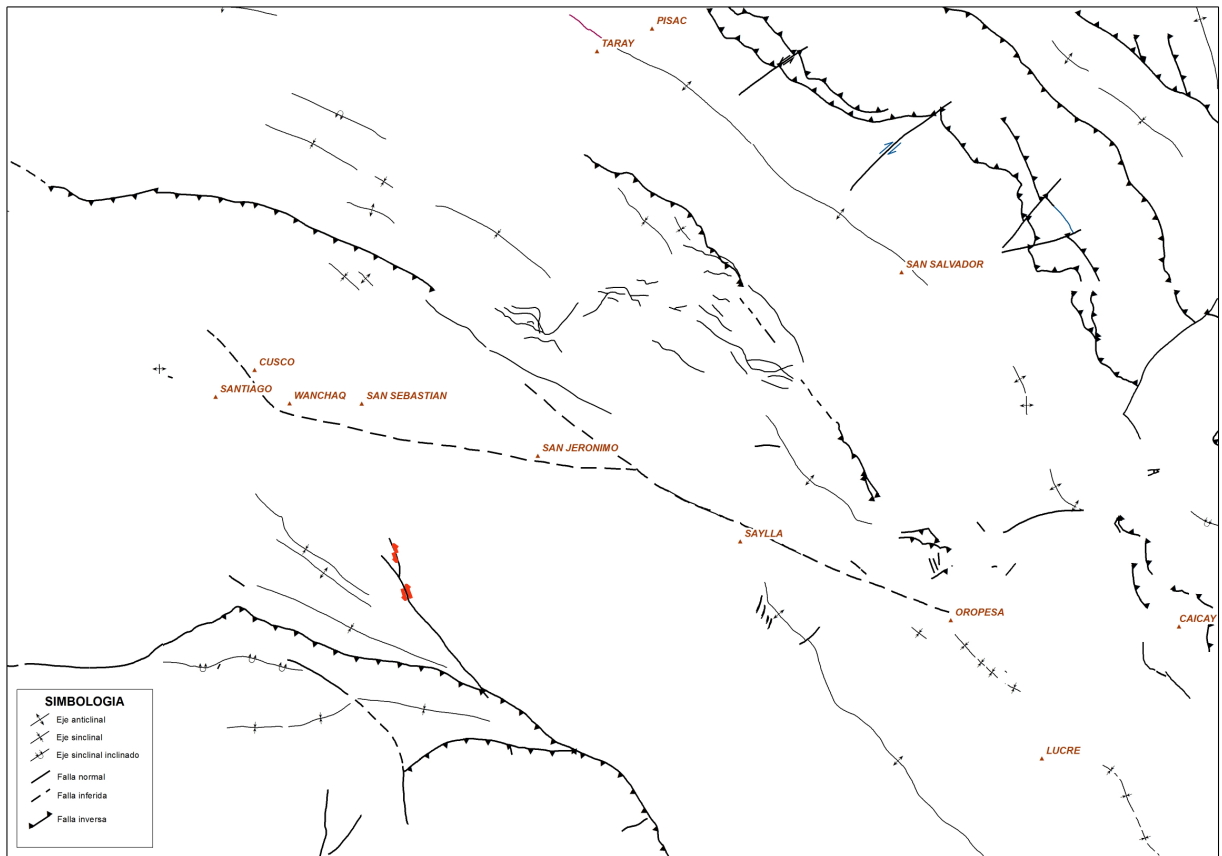 PISAC
TARAY
SAN SALVADOR
CUSCO
SANTIAGO
WANCHAQ
SAN SEBASTIAN
SAN JERONIMO
SAYLLA
OROPESA
CAICAY
LUCRE
SIMBOLOGIA
Eje anticlinal
Eje sinclinal
Eje sinclinal inclinado
Falla normal
Falla inferida
Falla inversa